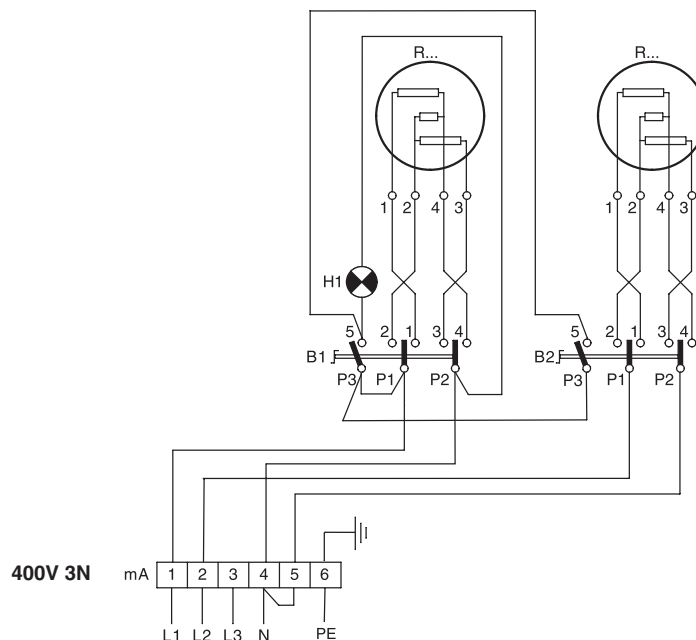 R... R...
1 2 4 3 1 2 4 3
H1
5 2 1 3 4 5 2 1 3 4
B1 B2
P3 P1 P2 P3 P1 P2
400V 3N mA 1 2 3 4 5 6
L1 L2 L3 N PE